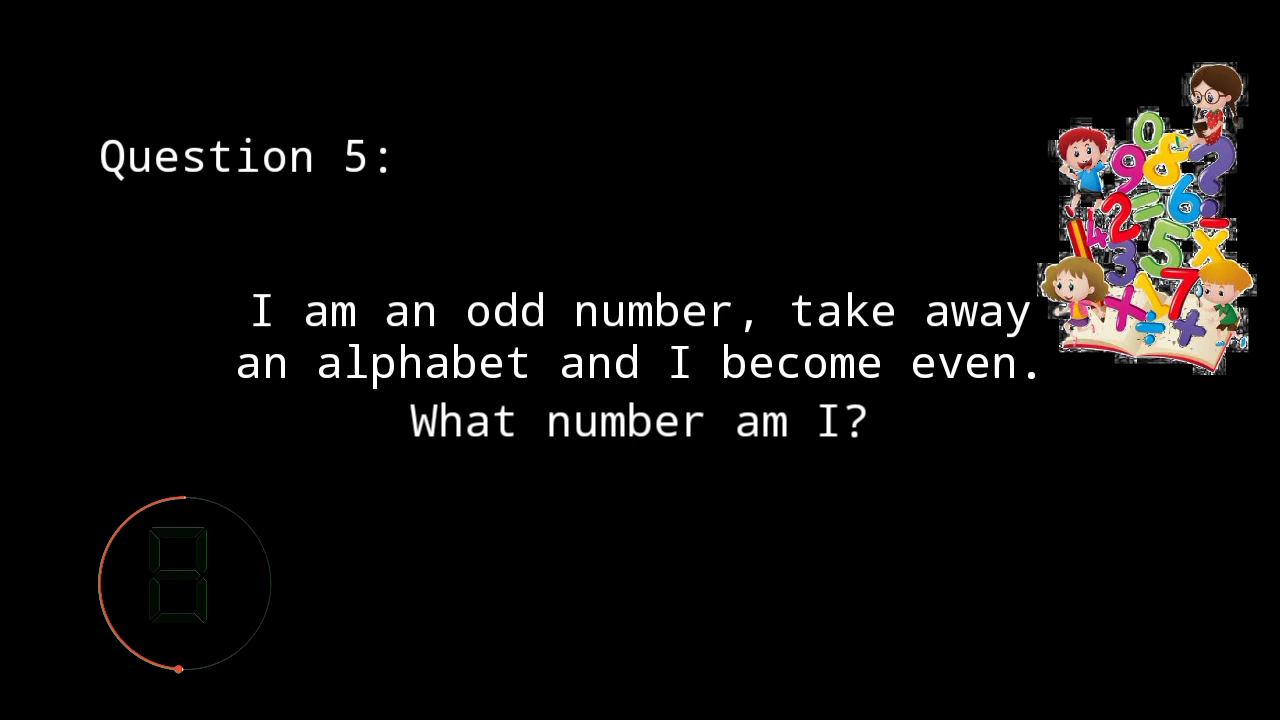 Question 5:
I am an odd number, take away
an alphabet and I become even.
What number am I?